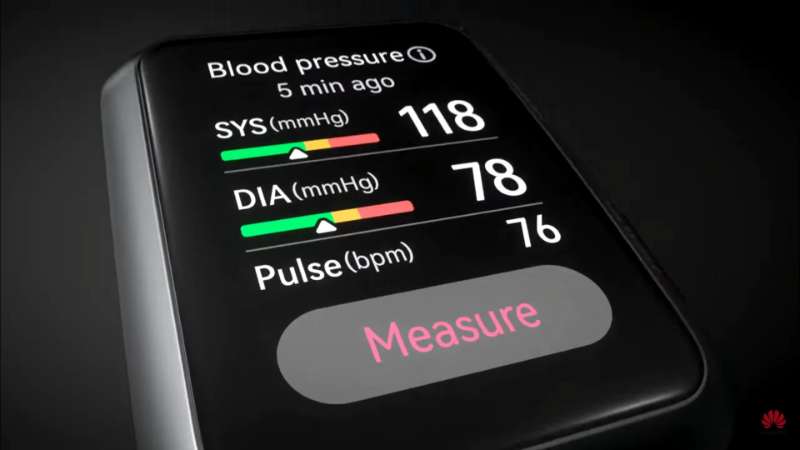 Blood pressure ⓘ
5 min ago
SYS(mmHg) 118
DIA(mmHg) 78
Pulse(bpm) 76
Measure